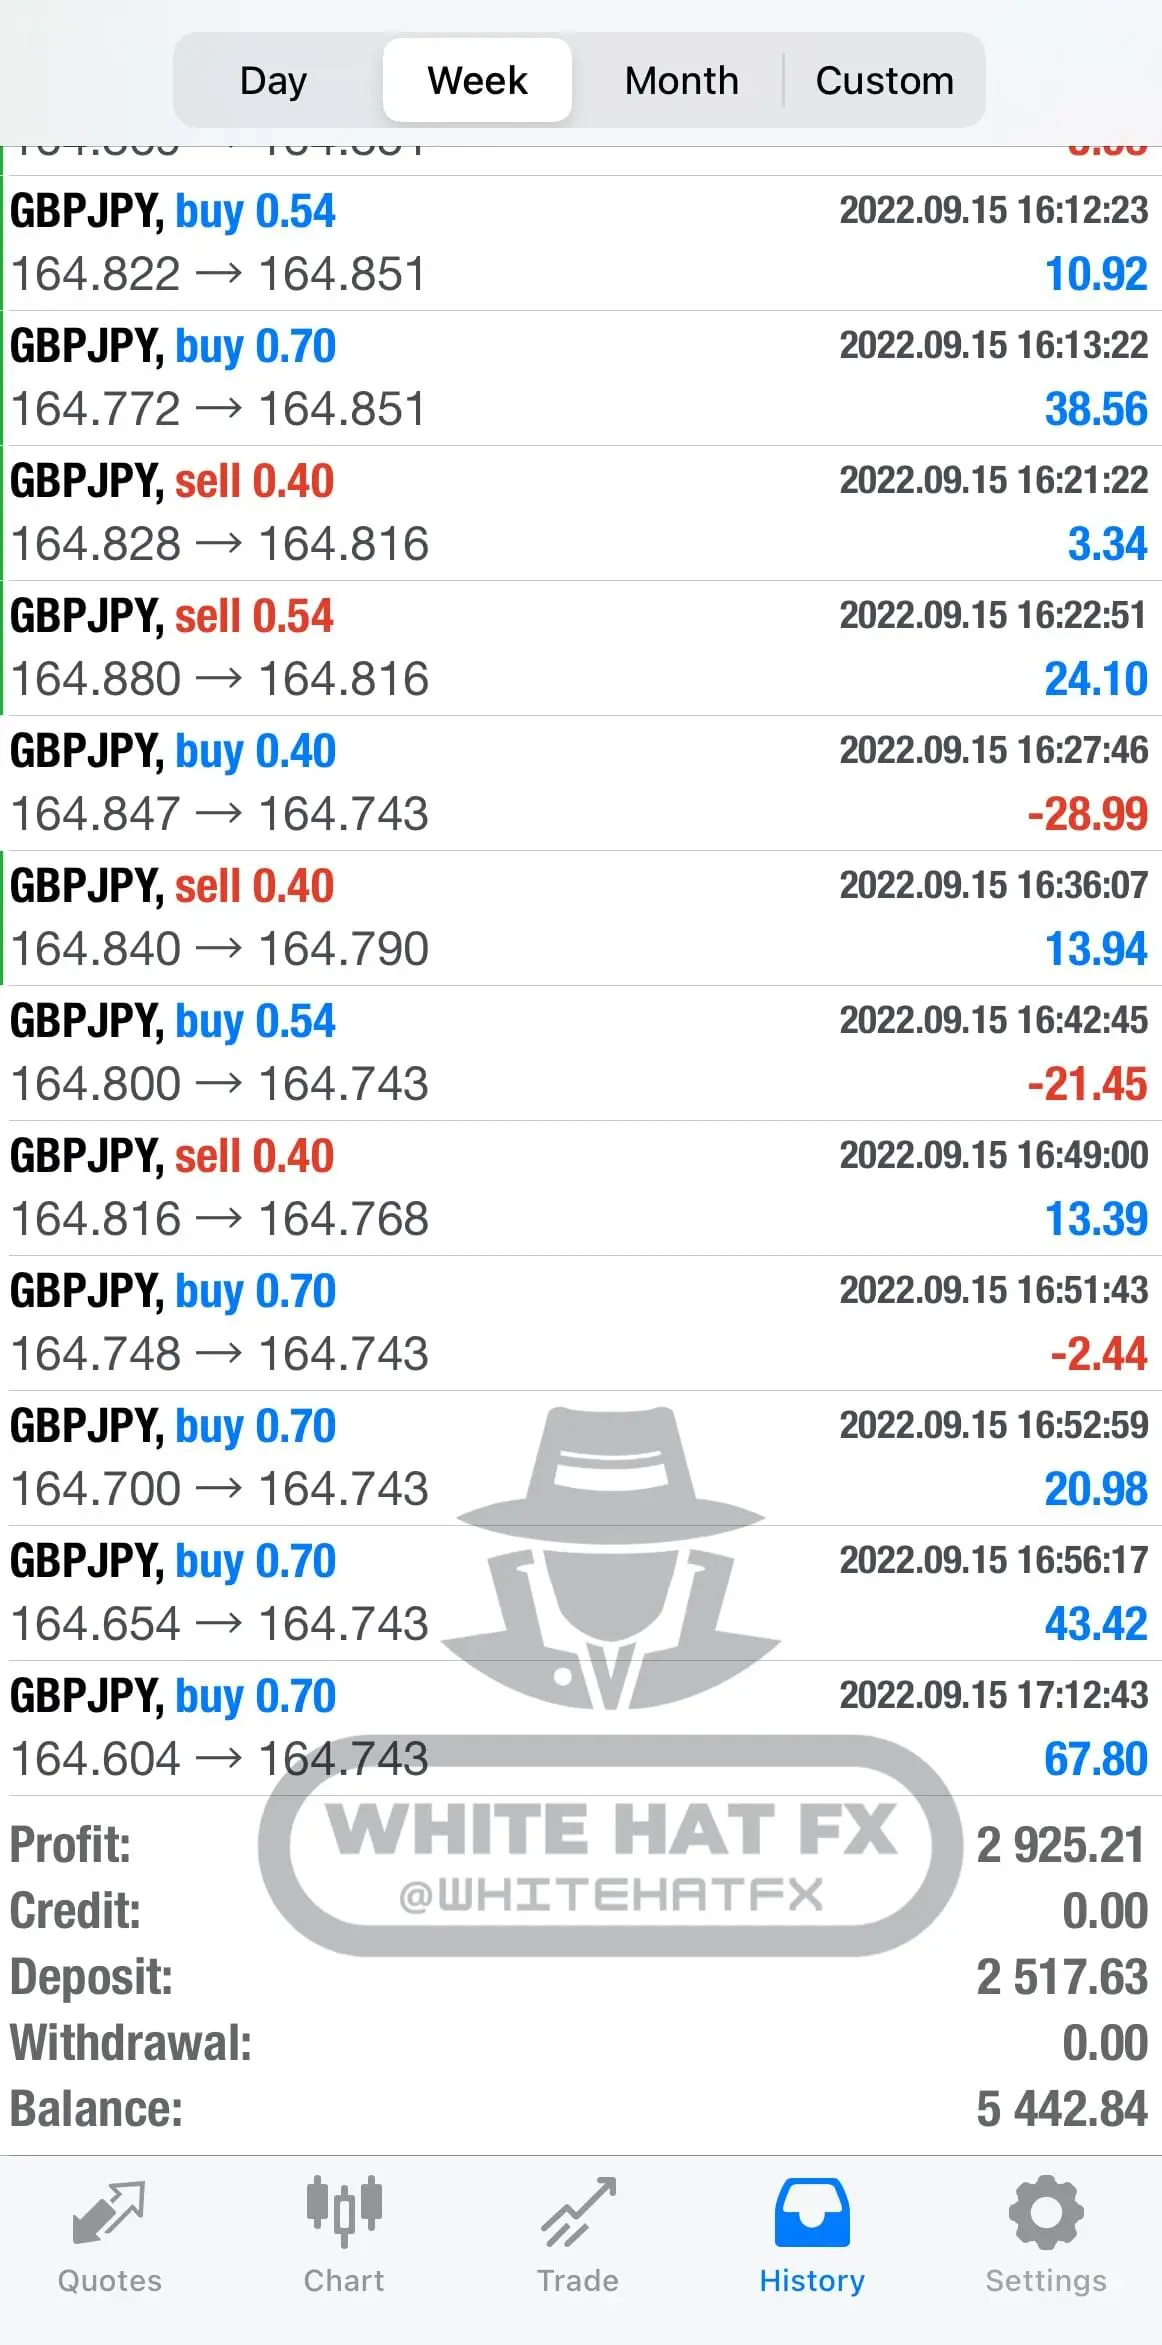 Day Week Month Custom
GBPJPY, buy 0.54 2022.09.15 16:12:23
164.822 → 164.851 10.92
GBPJPY, buy 0.70 2022.09.15 16:13:22
164.772 → 164.851 38.56
GBPJPY, sell 0.40 2022.09.15 16:21:22
164.828 → 164.816 3.34
GBPJPY, sell 0.54 2022.09.15 16:22:51
164.880 → 164.816 24.10
GBPJPY, buy 0.40 2022.09.15 16:27:46
164.847 → 164.743 -28.99
GBPJPY, sell 0.40 2022.09.15 16:36:07
164.840 → 164.790 13.94
GBPJPY, buy 0.54 2022.09.15 16:42:45
164.800 → 164.743 -21.45
GBPJPY, sell 0.40 2022.09.15 16:49:00
164.816 → 164.768 13.39
GBPJPY, buy 0.70 2022.09.15 16:51:43
164.748 → 164.743 -2.44
GBPJPY, buy 0.70 2022.09.15 16:52:59
164.700 → 164.743 20.98
GBPJPY, buy 0.70 2022.09.15 16:56:17
164.654 → 164.743 43.42
GBPJPY, buy 0.70 2022.09.15 17:12:43
164.604 → 164.743 67.80
WHITE HAT FX
@WHITEHATFX
Profit: 2 925.21
Credit: 0.00
Deposit: 2 517.63
Withdrawal: 0.00
Balance: 5 442.84
Quotes Chart Trade History Settings